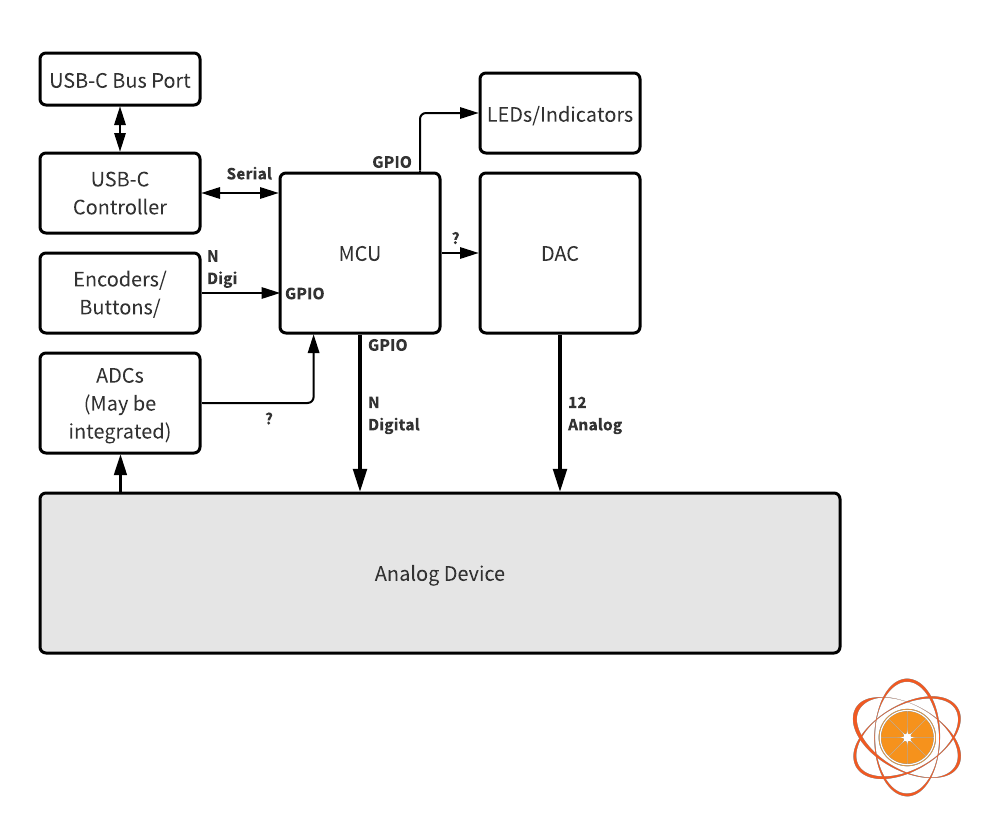 USB-C Bus Port
LEDs/Indicators
USB-C
Controller
Serial
GPIO
MCU
?
DAC
Encoders/
Buttons/
N
Digi
GPIO
GPIO
ADCs
(May be
integrated)
?
N
Digital
12
Analog
Analog Device